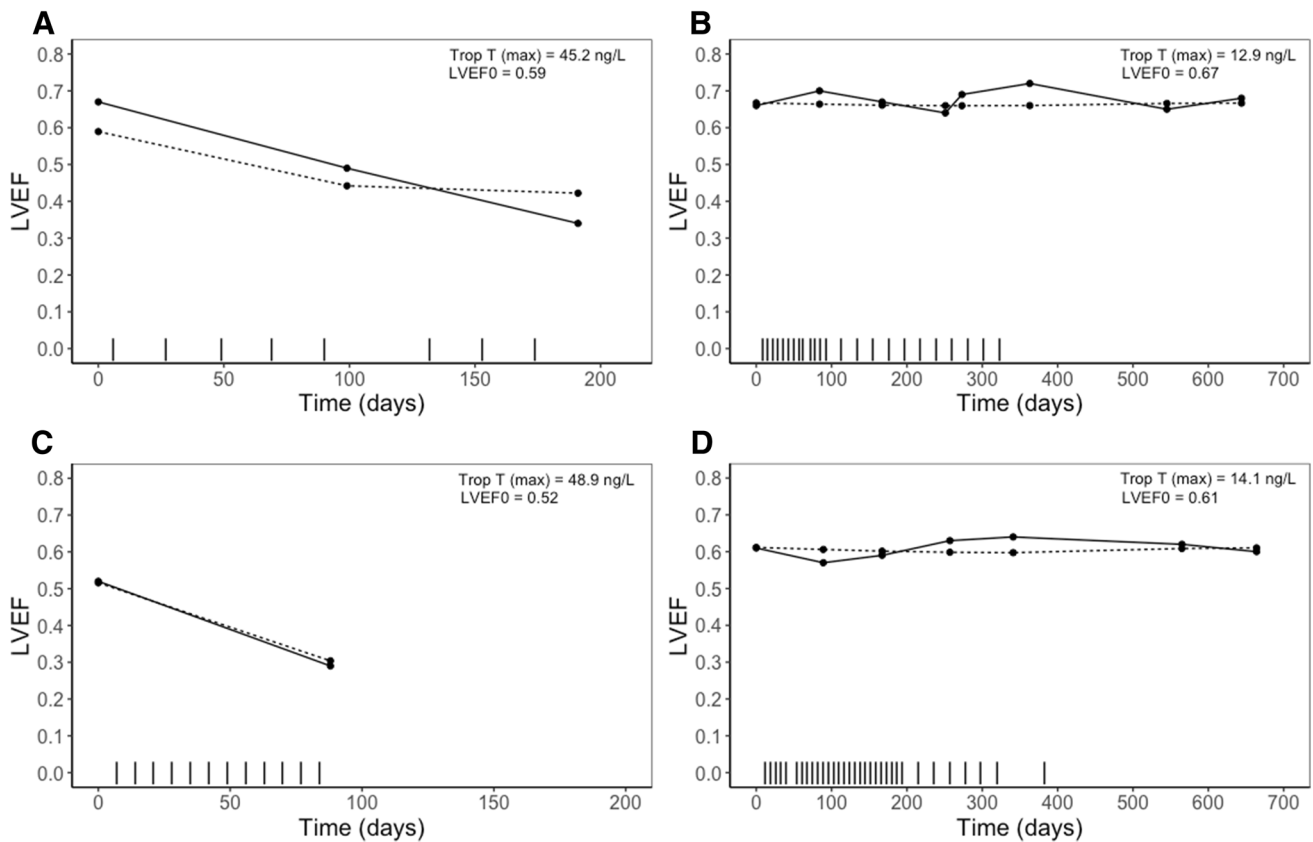 A
Trop T (max) = 45.2 ng/L
LVEF0 = 0.59
0.8
0.7
0.6
0.5
0.4
0.3
0.2
0.1
0.0
LVEF
0 50 100 150 200
Time (days)
B
Trop T (max) = 12.9 ng/L
LVEF0 = 0.67
0.8
0.7
0.6
0.5
0.4
0.3
0.2
0.1
0.0
LVEF
0 100 200 300 400 500 600 700
Time (days)
C
Trop T (max) = 48.9 ng/L
LVEF0 = 0.52
0.8
0.7
0.6
0.5
0.4
0.3
0.2
0.1
0.0
LVEF
0 50 100 150 200
Time (days)
D
Trop T (max) = 14.1 ng/L
LVEF0 = 0.61
0.8
0.7
0.6
0.5
0.4
0.3
0.2
0.1
0.0
LVEF
0 100 200 300 400 500 600 700
Time (days)